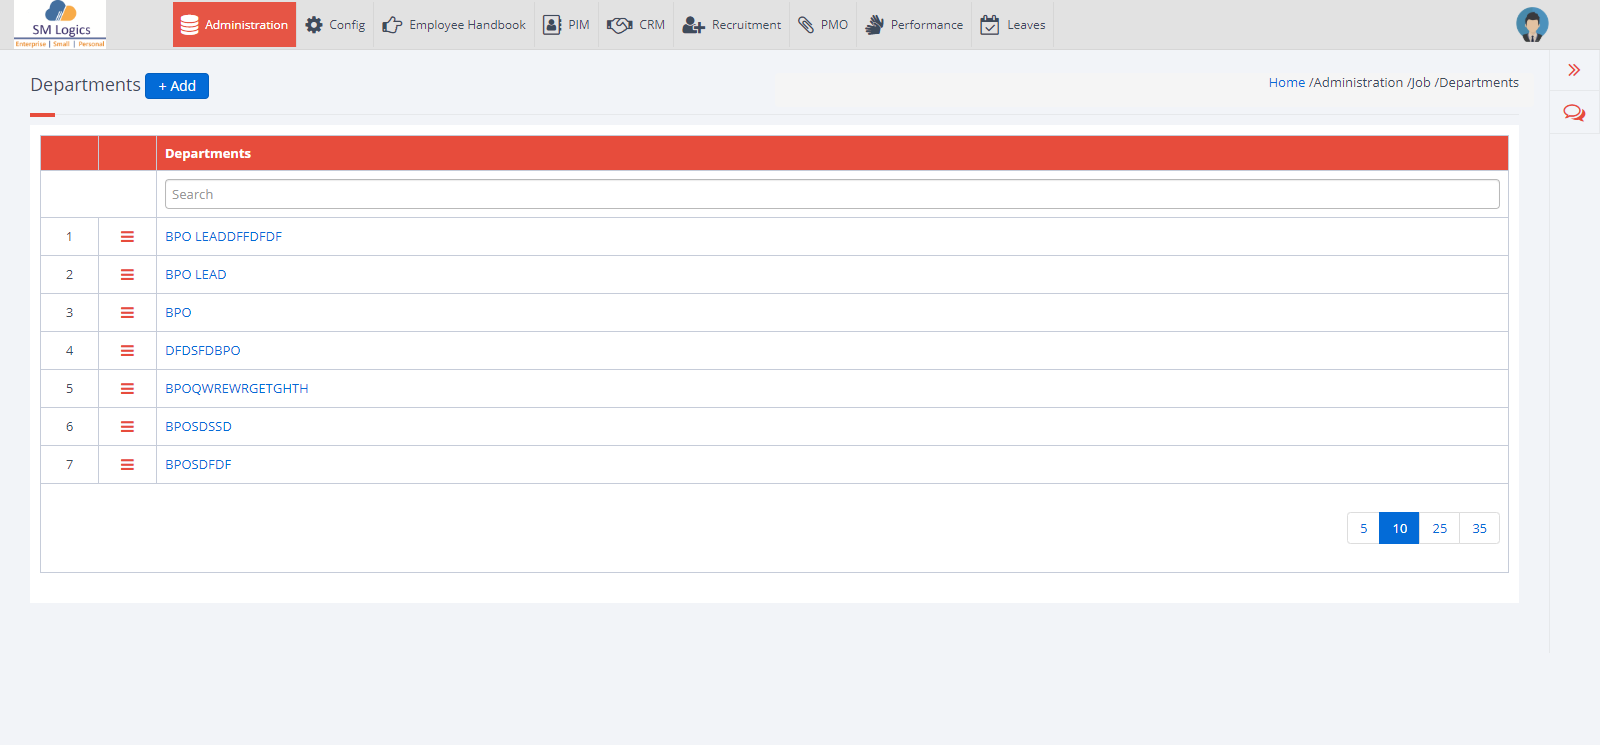 SM Logics
Enterprise | Small | Personal
Administration Config Employee Handbook PIM CRM Recruitment PMO Performance Leaves
Departments + Add
Home /Administration /Job /Departments
Departments
Search
1 BPO LEADDFFDFDF
2 BPO LEAD
3 BPO
4 DFDSFDBPO
5 BPOQWREWRGETGHTH
6 BPOSDSSD
7 BPOSDFDF
5 10 25 35